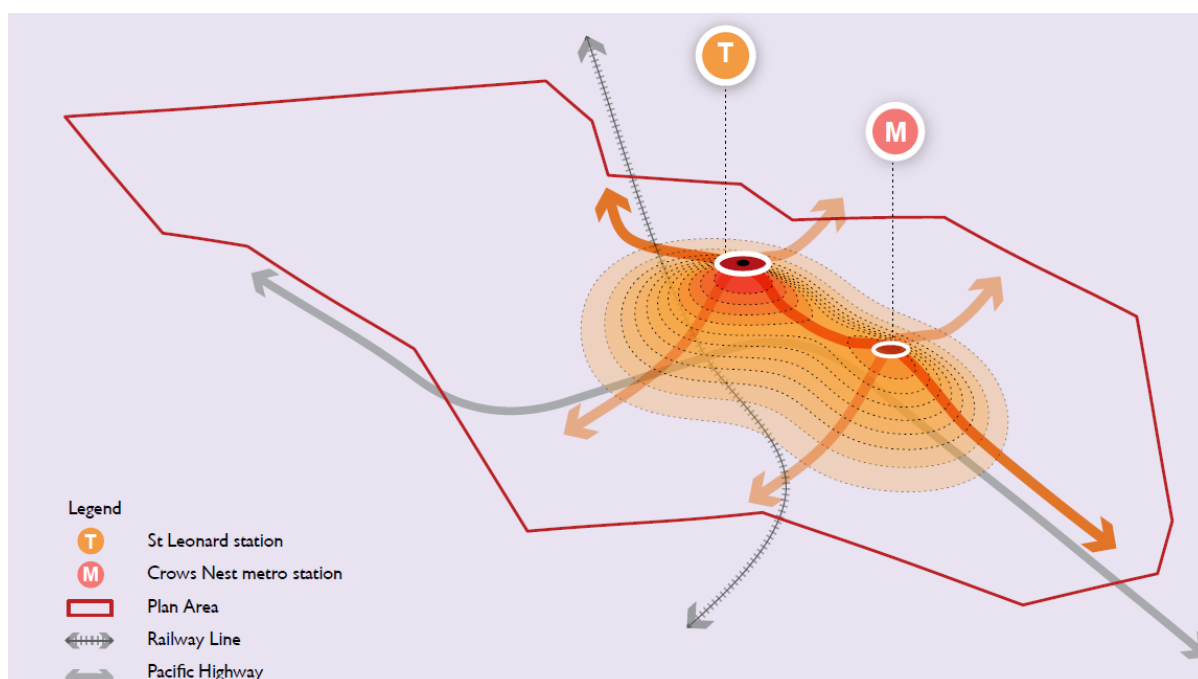 T
M
Legend
T St Leonard station
M Crows Nest metro station
Plan Area
Railway Line
Pacific Highway